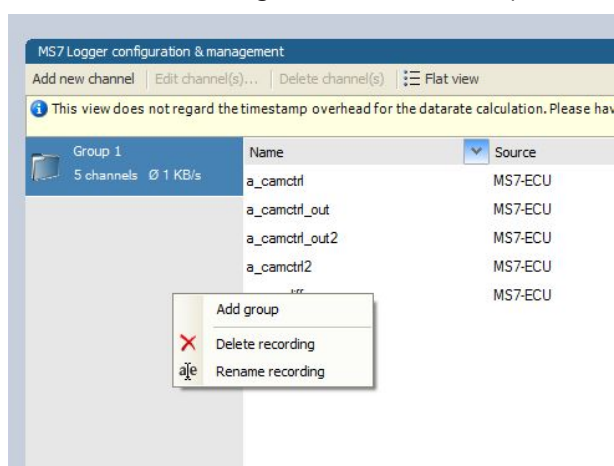 MS7 Logger configuration & management
Add new channel Edit channel(s)... Delete channel(s) Flat view
This view does not regard the timestamp overhead for the datarate calculation. Please hav
Group 1
5 channels Ø 1 KB/s
Name Source
a_camctrl MS7-ECU
a_camctrl_out MS7-ECU
a_camctrl_out2 MS7-ECU
a_camctrl2 MS7-ECU
MS7-ECU
Add group
Delete recording
Rename recording